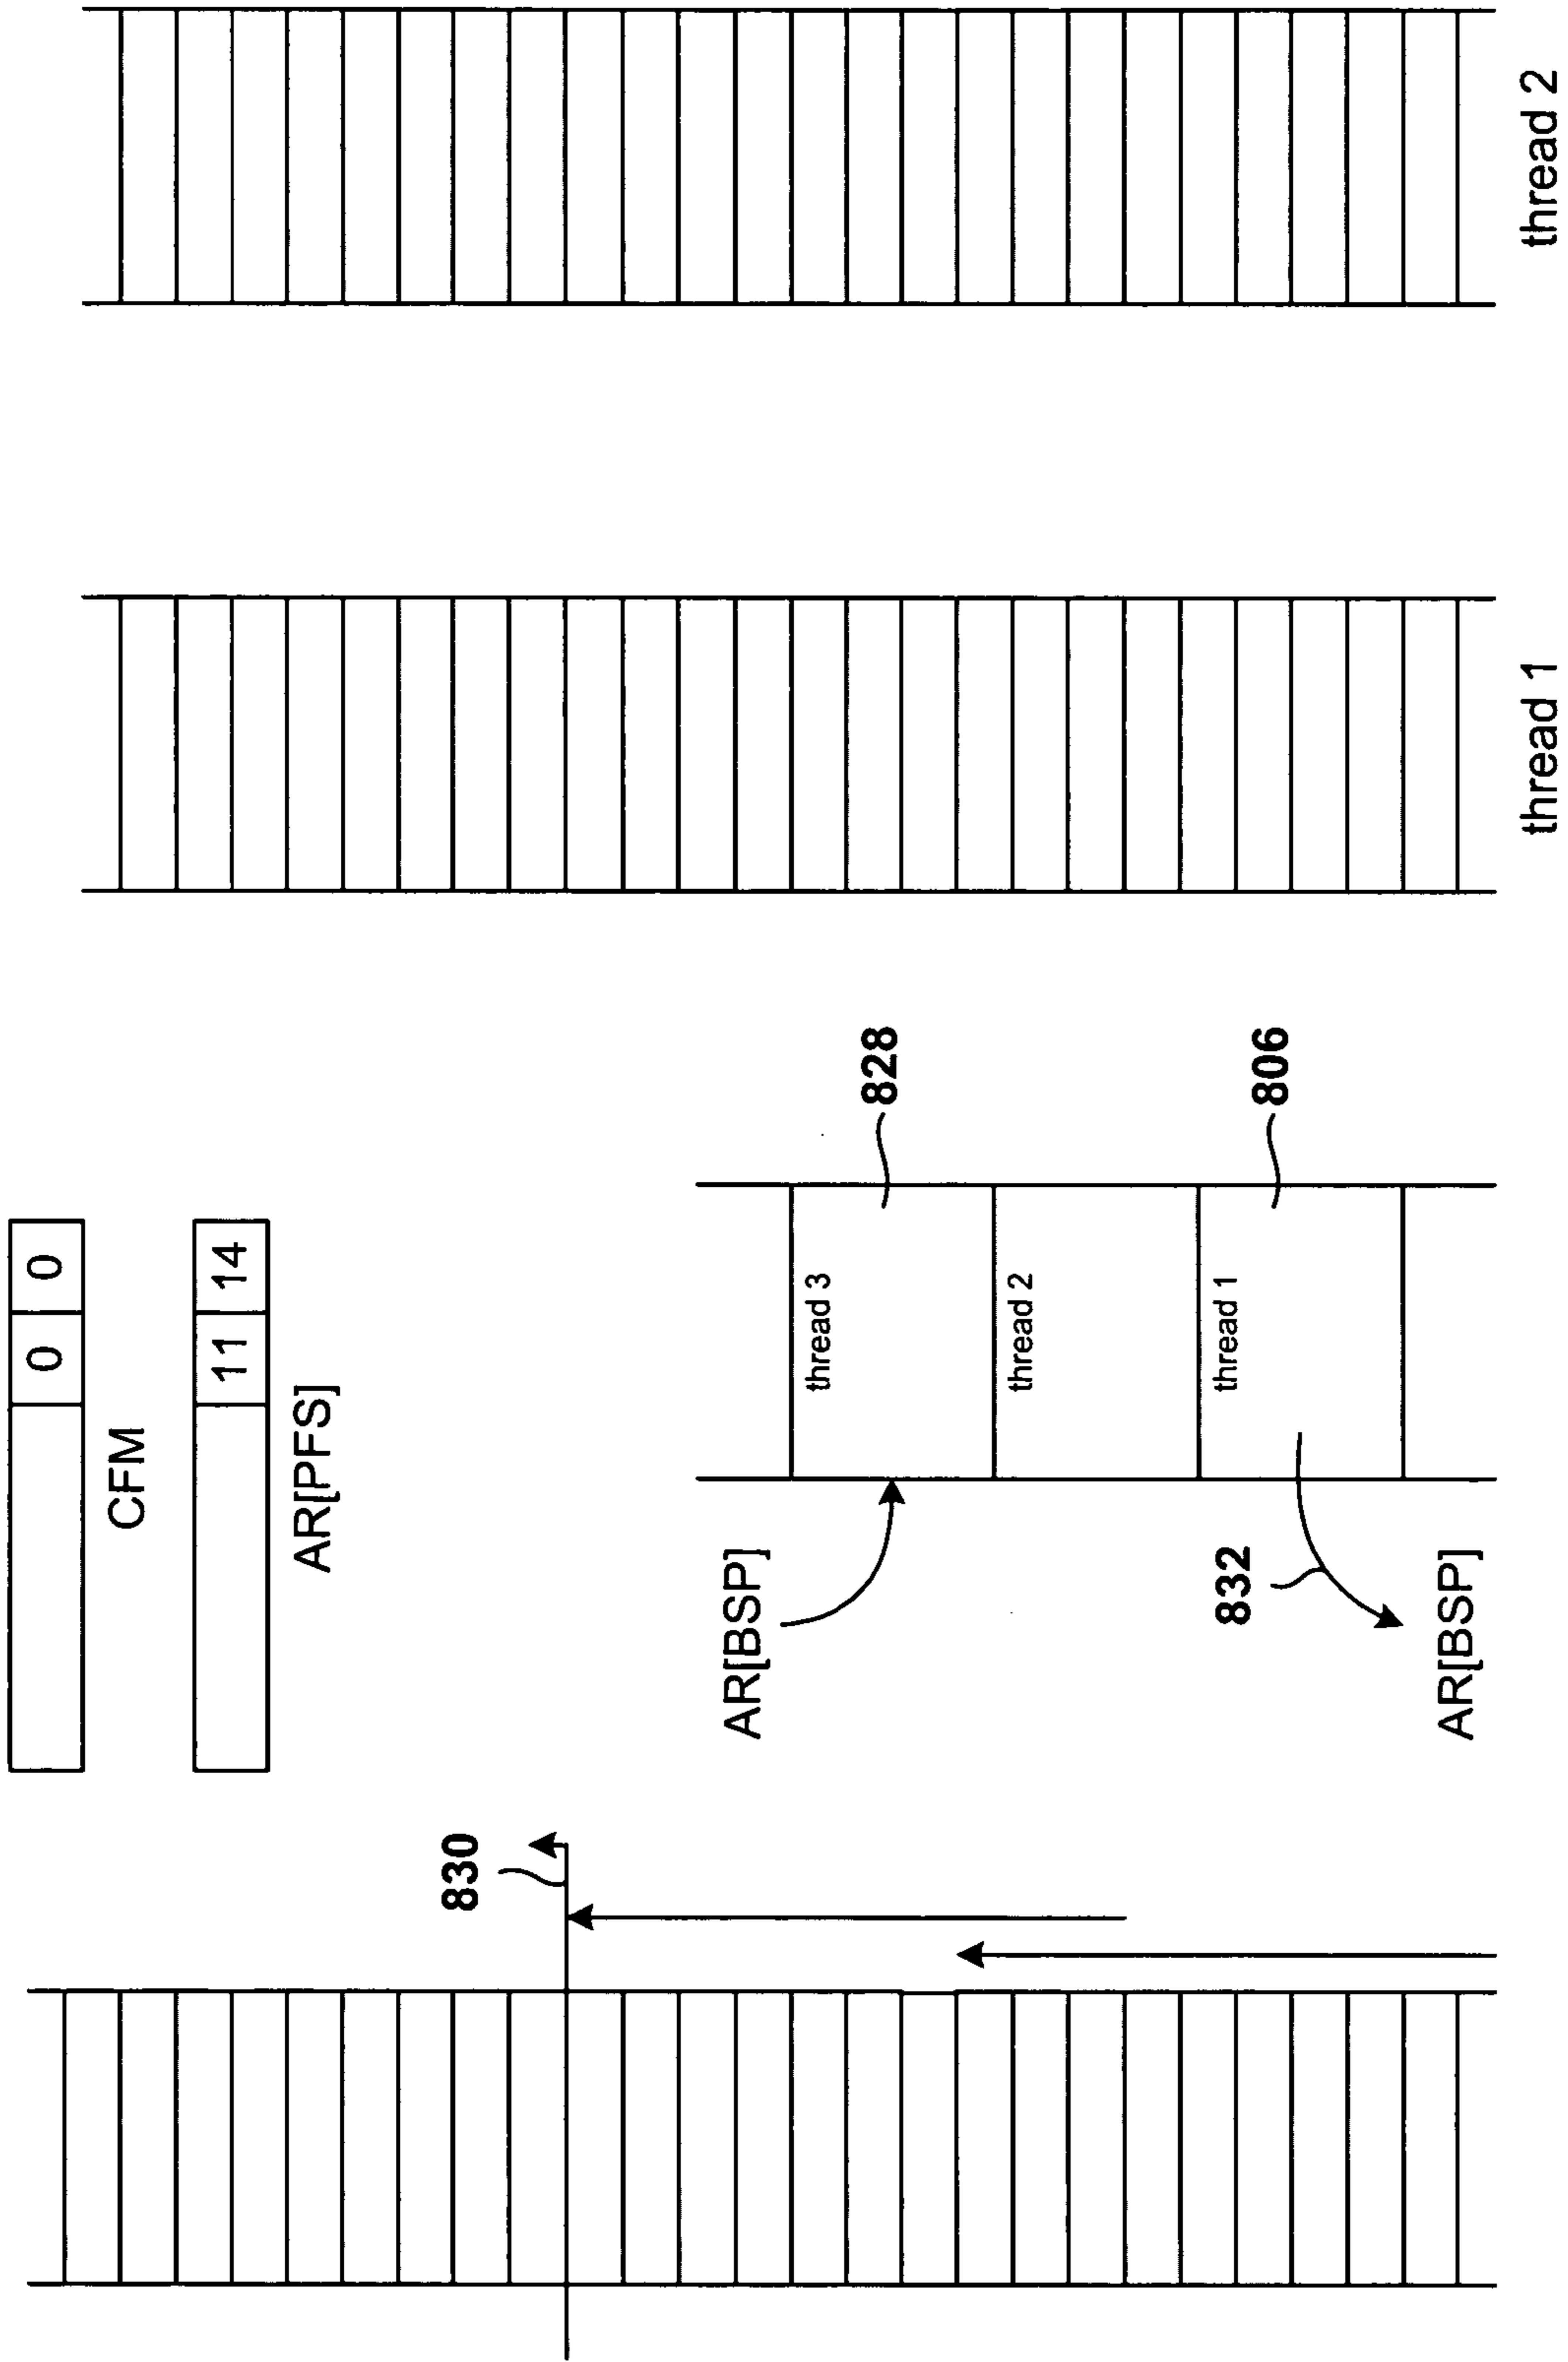 0 0
CFM
11 14
AR[PFS]
830
AR[BSP]
thread 3
828
thread 2
thread 1
832
806
AR[BSP]
thread 1
thread 2